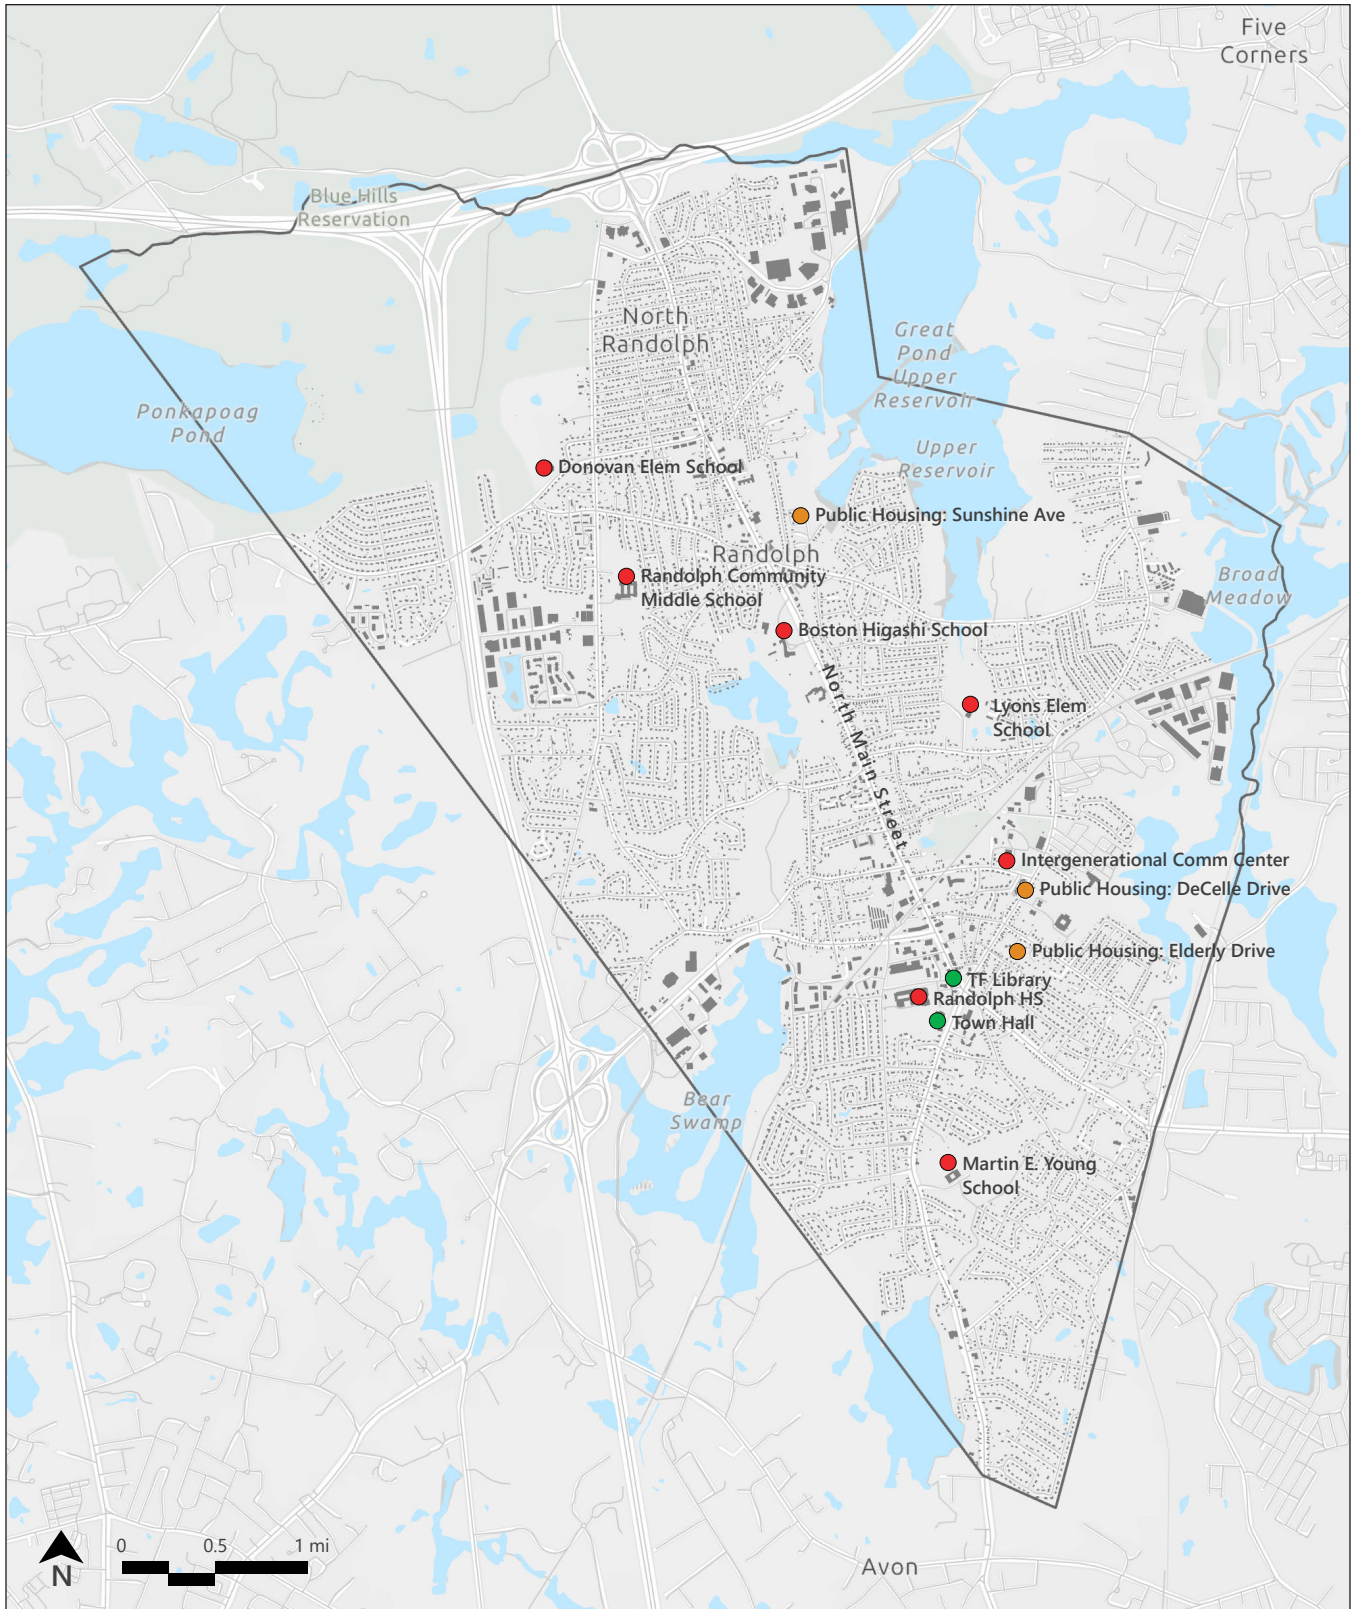 Five
Corners
Blue Hills
Reservation
North
Randolph
Great
Pond
Upper
Reservoir
Ponkapoag
Pond
Upper
Reservoir
Donovan Elem School
Public Housing: Sunshine Ave
Randolph
Randolph Community
Middle School
Broad
Meadow
Boston Higashi School
North Main Street
Lyons Elem
School
Intergenerational Comm Center
Public Housing: DeCelle Drive
Public Housing: Elderly Drive
TF Library
Randolph HS
Town Hall
Bear
Swamp
Martin E. Young
School
0 0.5 1 mi
N
Avon